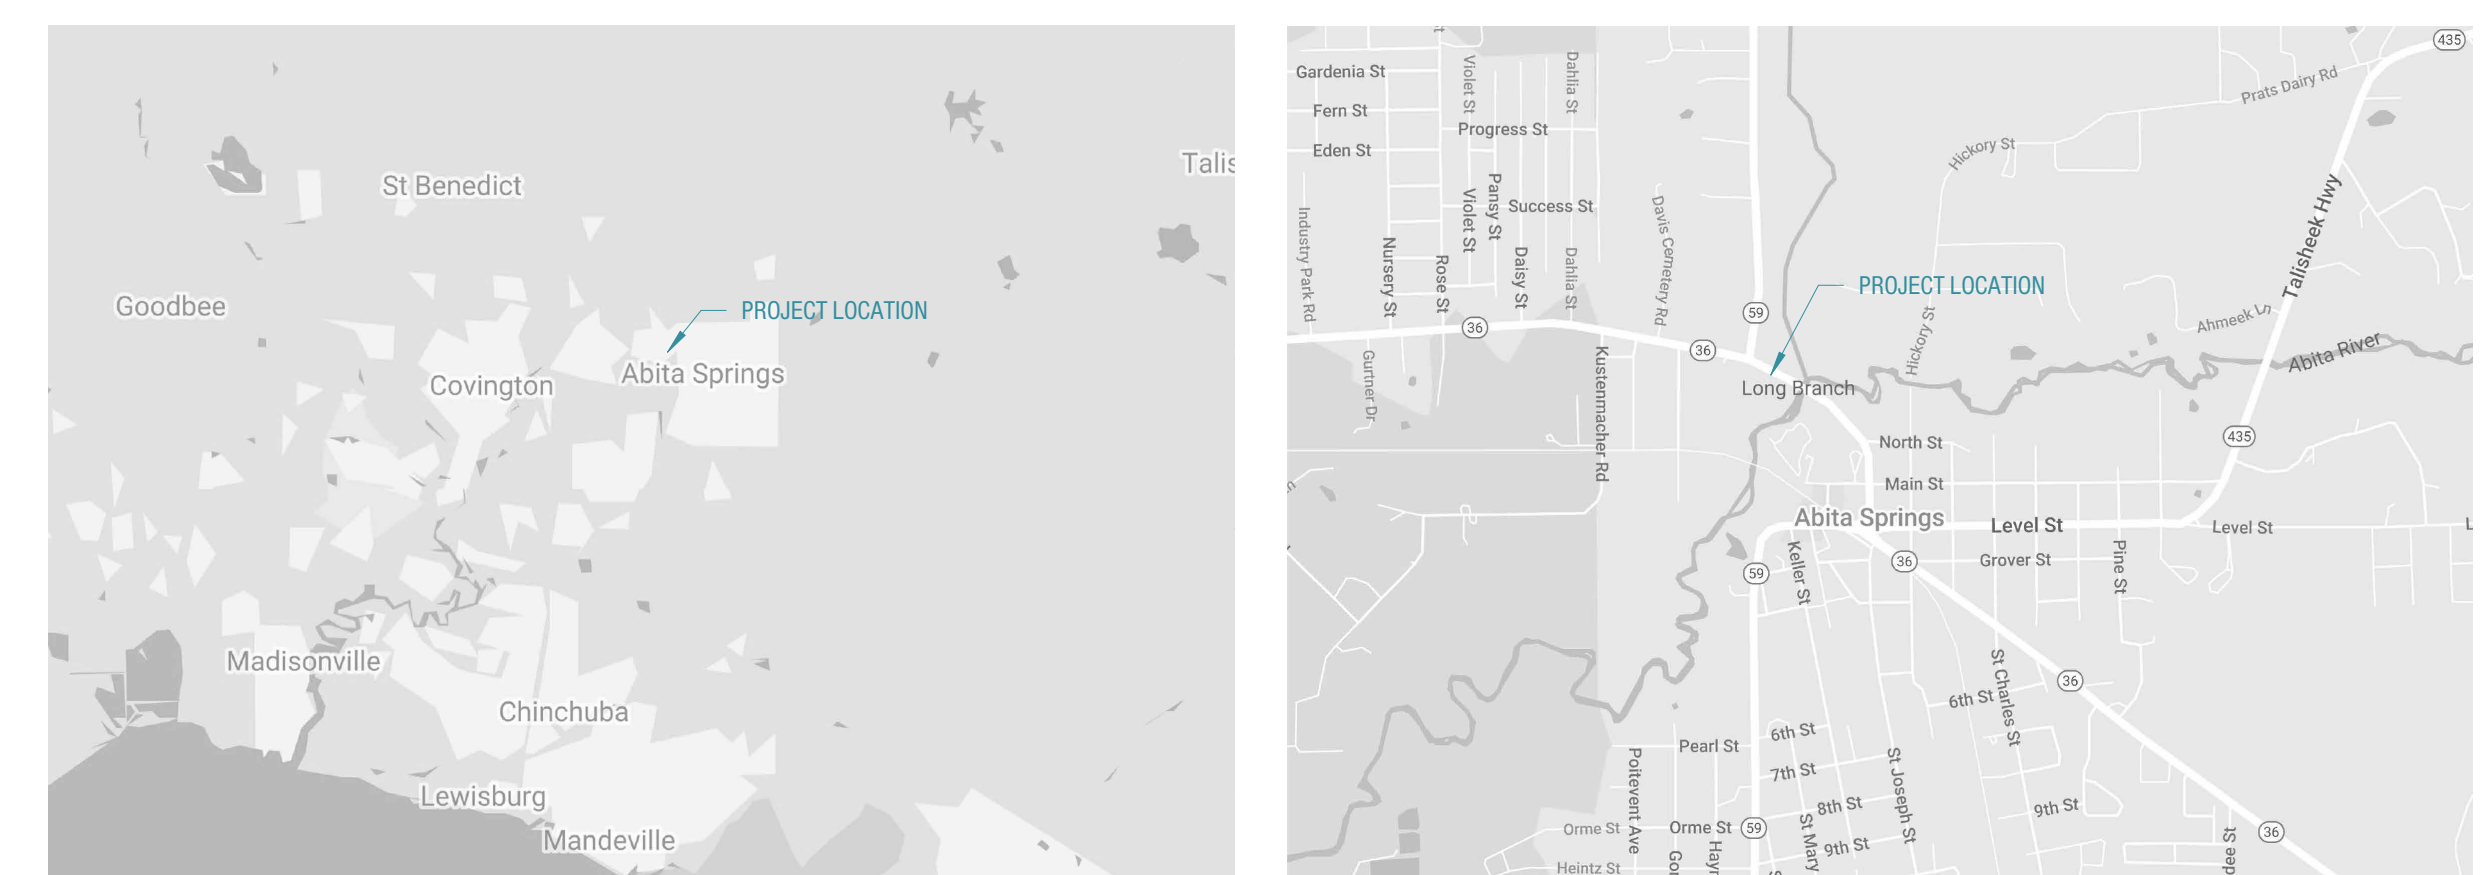 Talis
St Benedict
Goodbee
PROJECT LOCATION
Covington
Abita Springs
Madisonville
Chinchuba
Lewisburg
Mandeville
435
Gardenia St
Violet St
Dahlia St
Prats Dairy Rd
Fern St
Progress St
Eden St
Hickory St
Pansy St
Violet St
Success St
Industry Park Rd
Nursery St
Rose St
Daisy St
Dahlia St
Davis Cemetery Rd
Talisheek Hwy
PROJECT LOCATION
59
36
36
Hickory St
Ahmeek Ln
Abita River
Gurtner Dr
Kustenmacher Rd
Long Branch
North St
435
Main St
Abita Springs
Level St
Level St
L
Keller St
36
Grover St
Pine St
59
St Charles St
6th St
36
Pearl St
6th St
7th St
Poitevent Ave
St Joseph St
8th St
9th St
Orme St
Orme St
59
St Mary
9th St
36
Heintz St
Gor
Hayr